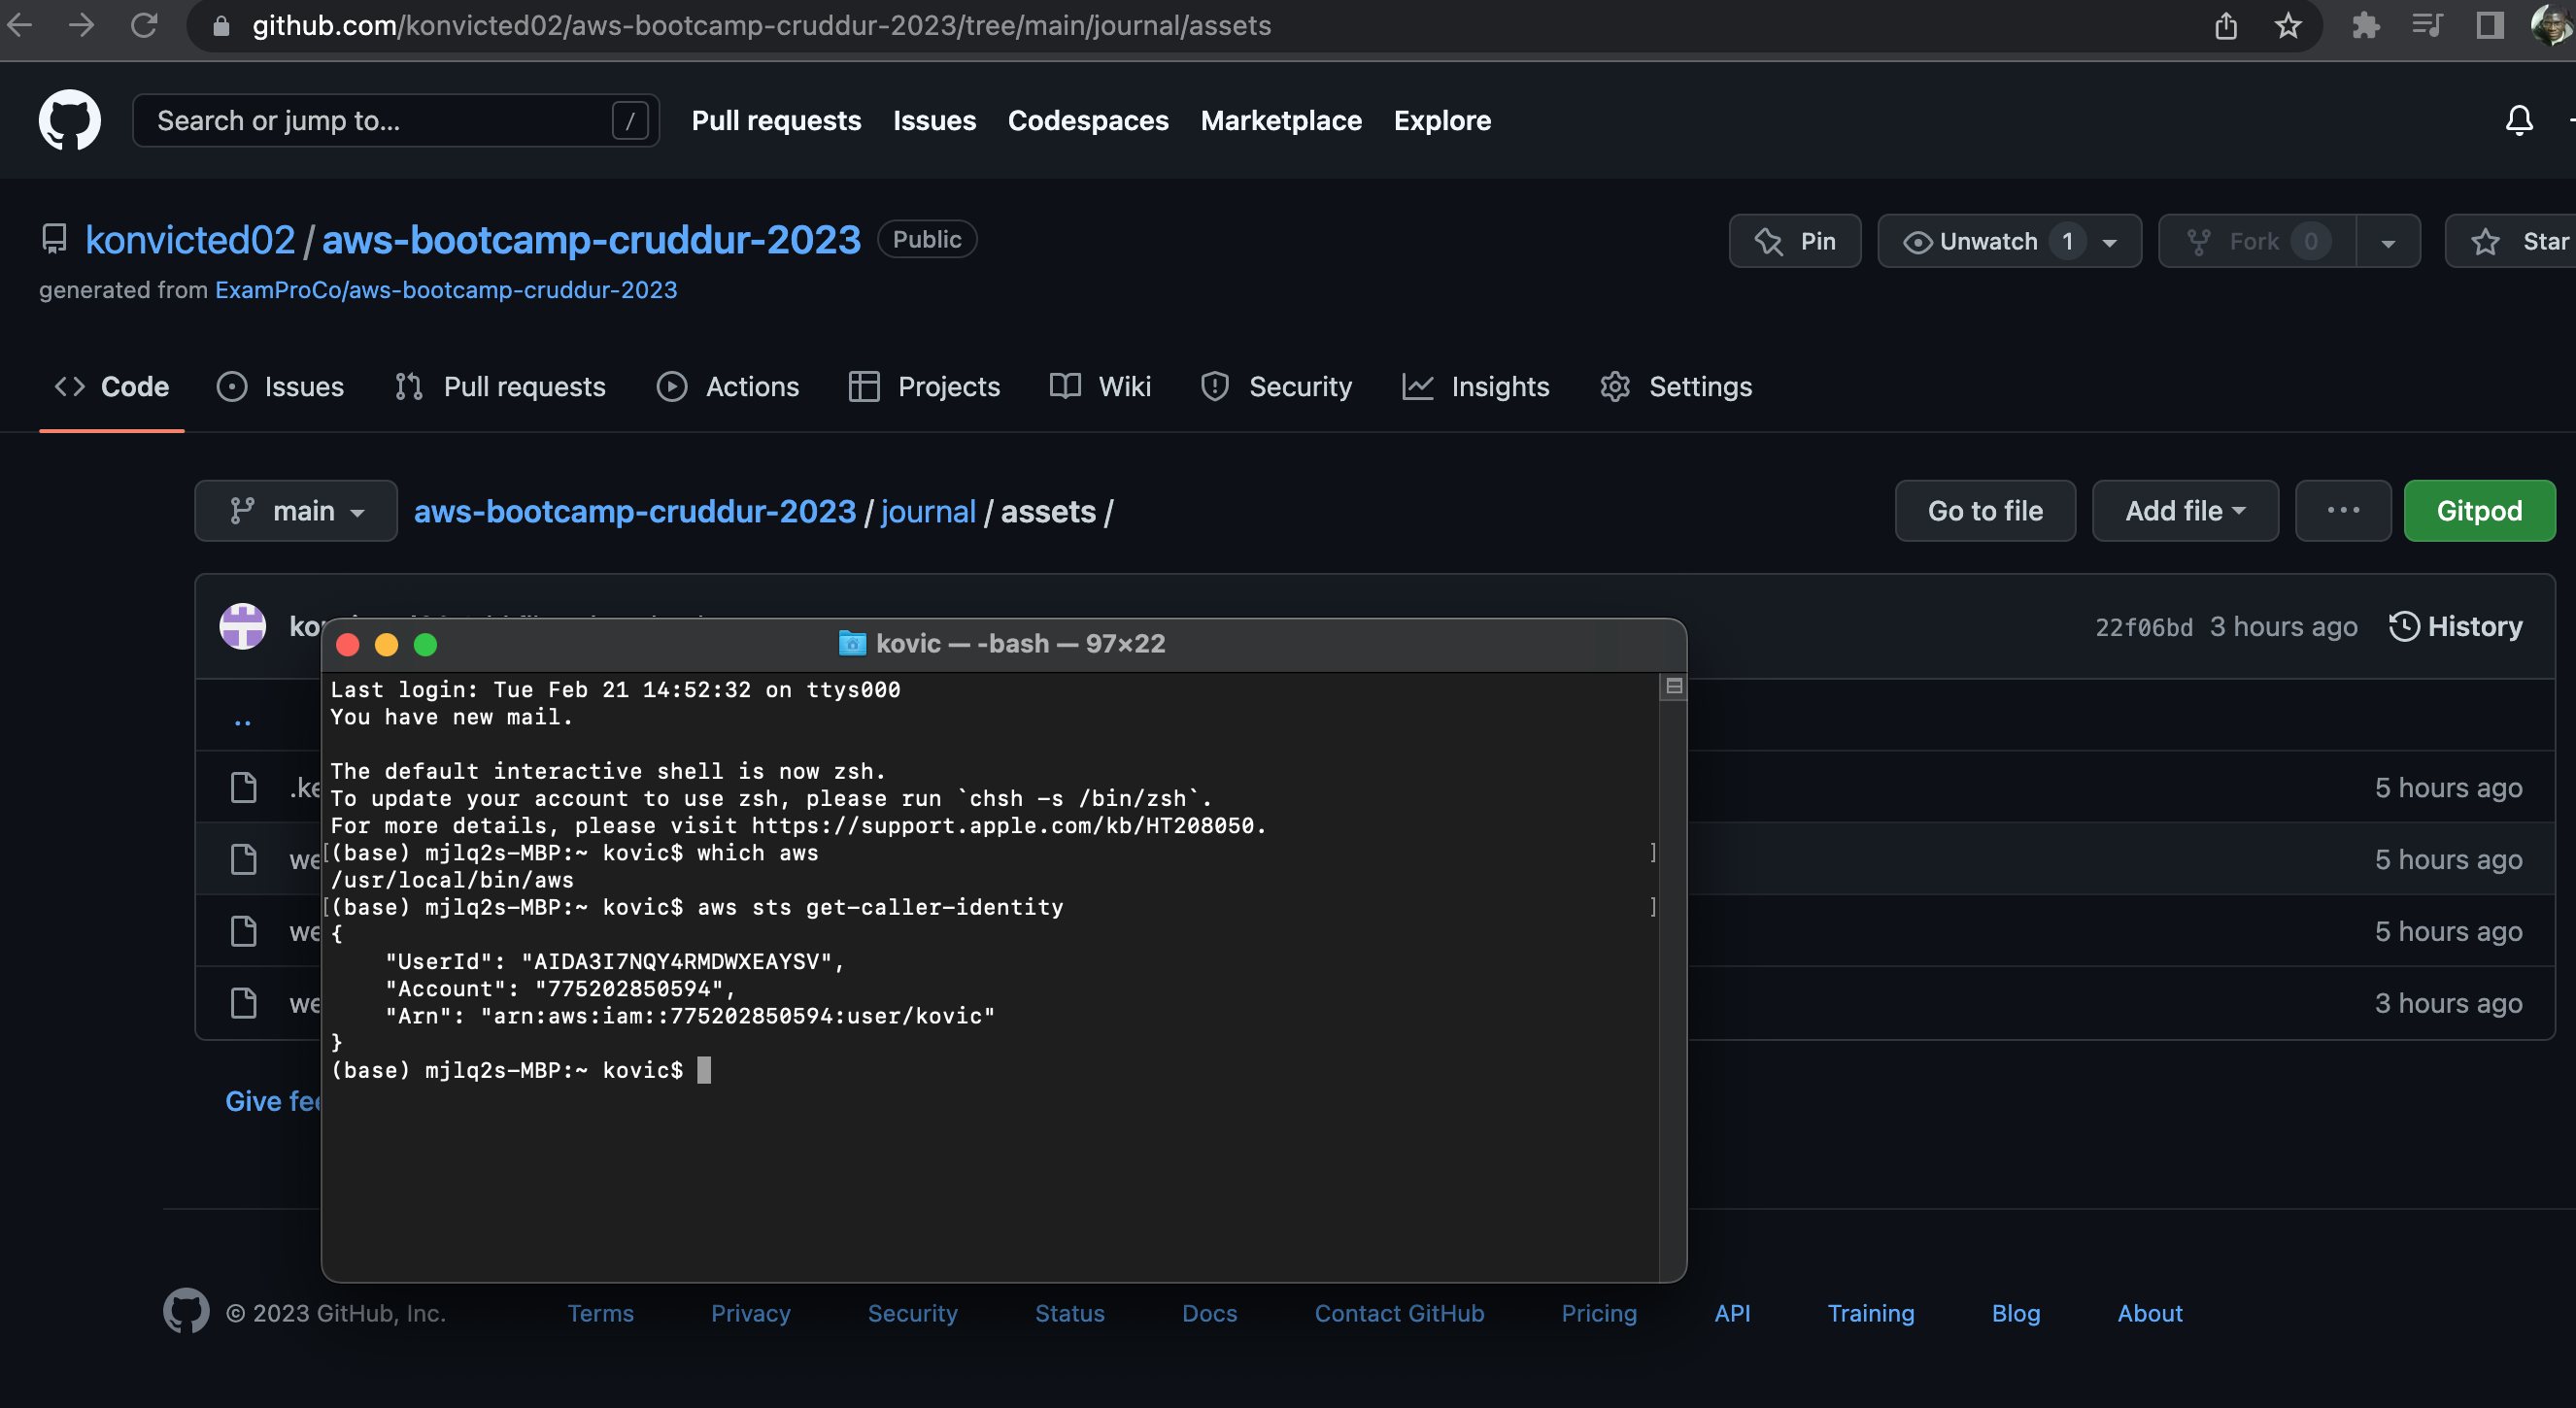 github.com/konvicted02/aws-bootcamp-cruddur-2023/tree/main/journal/assets
Search or jump to... /
Pull requests Issues Codespaces Marketplace Explore
konvicted02 / aws-bootcamp-cruddur-2023 Public
Pin Unwatch 1 Fork 0 Star
generated from ExamProCo/aws-bootcamp-cruddur-2023
Code Issues Pull requests Actions Projects Wiki Security Insights Settings
main aws-bootcamp-cruddur-2023 / journal / assets /
Go to file Add file ... Gitpod
22f06bd 3 hours ago History
..
.ke 5 hours ago
we 5 hours ago
we 5 hours ago
we 3 hours ago
kovic — -bash — 97×22
Last login: Tue Feb 21 14:52:32 on ttys000
You have new mail.
The default interactive shell is now zsh.
To update your account to use zsh, please run `chsh -s /bin/zsh`.
For more details, please visit https://support.apple.com/kb/HT208050.
[(base) mjlq2s-MBP:~ kovic$ which aws ]
/usr/local/bin/aws
[(base) mjlq2s-MBP:~ kovic$ aws sts get-caller-identity ]
{
"UserId": "AIDA3I7NQY4RMDWXEAYSV",
"Account": "775202850594",
"Arn": "arn:aws:iam::775202850594:user/kovic"
}
(base) mjlq2s-MBP:~ kovic$
Give fee
© 2023 GitHub, Inc. Terms Privacy Security Status Docs Contact GitHub Pricing API Training Blog About